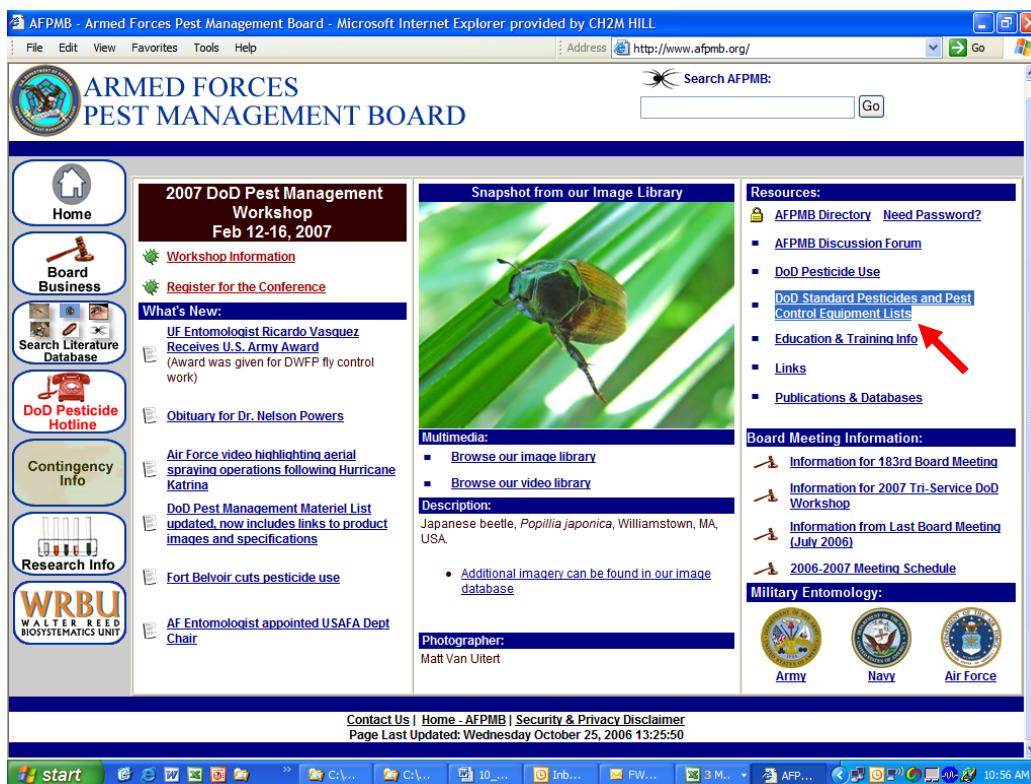 AFPMB - Armed Forces Pest Management Board - Microsoft Internet Explorer provided by CH2M HILL
File Edit View Favorites Tools Help
Address http://www.afpmb.org/ Go
ARMED FORCES
PEST MANAGEMENT BOARD
Search AFPMB:
Go
Home
Board
Business
Search Literature
Database
DoD Pesticide
Hotline
Contingency
Info
Research Info
WRBU
WALTER REED
BIOSYSTEMATICS UNIT
2007 DoD Pest Management
Workshop
Feb 12-16, 2007
Workshop Information
Register for the Conference
What's New:
UF Entomologist Ricardo Vasquez
Receives U.S. Army Award
(Award was given for DWFP fly control
work)
Obituary for Dr. Nelson Powers
Air Force video highlighting aerial
spraying operations following Hurricane
Katrina
DoD Pest Management Materiel List
updated, now includes links to product
images and specifications
Fort Belvoir cuts pesticide use
AF Entomologist appointed USAFA Dept
Chair
Snapshot from our Image Library
Multimedia:
Browse our image library
Browse our video library
Description:
Japanese beetle, Popillia japonica, Williamstown, MA,
USA.
Additional imagery can be found in our image
database
Photographer:
Matt Van Uitert
Resources:
AFPMB Directory Need Password?
AFPMB Discussion Forum
DoD Pesticide Use
DoD Standard Pesticides and Pest
Control Equipment Lists
Education & Training Info
Links
Publications & Databases
Board Meeting Information:
Information for 183rd Board Meeting
Information for 2007 Tri-Service DoD
Workshop
Information from Last Board Meeting
(July 2006)
2006-2007 Meeting Schedule
Military Entomology:
Army Navy Air Force
Contact Us | Home - AFPMB | Security & Privacy Disclaimer
Page Last Updated: Wednesday October 25, 2006 13:25:50
start C:\... C:\... 10_... Inb... FW... 3 M... AFP... 10:56 AM